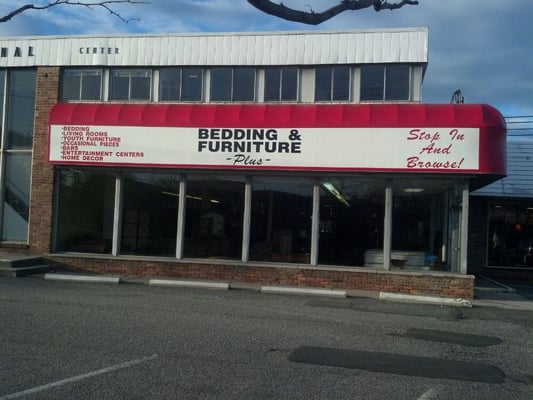 NAL CENTER
-BEDDING
-LIVING ROOMS
-YOUTH FURNITURE
-OCCASIONAL PIECES
-BARS
-ENTERTAINMENT CENTERS
-HOME DECOR
BEDDING &
FURNITURE
-Plus-
Stop In
And
Browse!